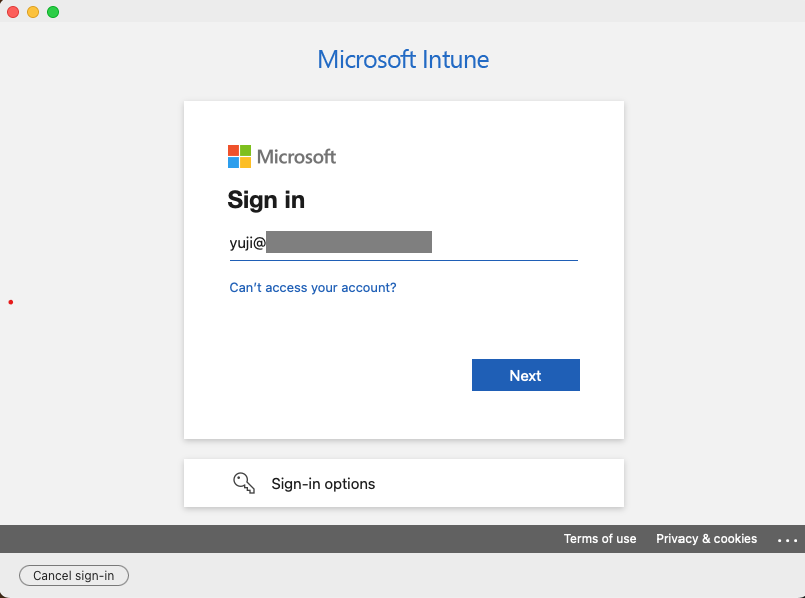 Microsoft Intune
Microsoft
Sign in
yuji@
Can't access your account?
Next
Sign-in options
Terms of use Privacy & cookies ...
Cancel sign-in